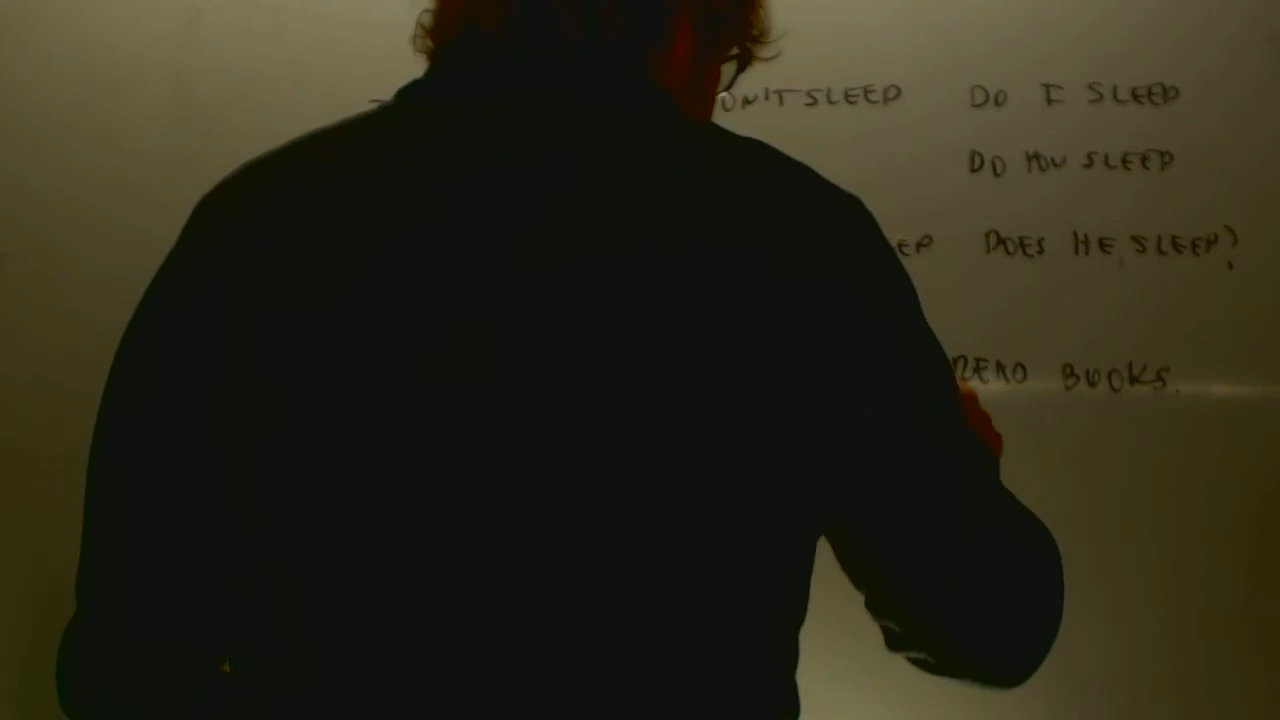 ON'T SLEEP DO I SLEEP
DO YOU SLEEP
EP DOES HE SLEEP?
READ BOOKS.